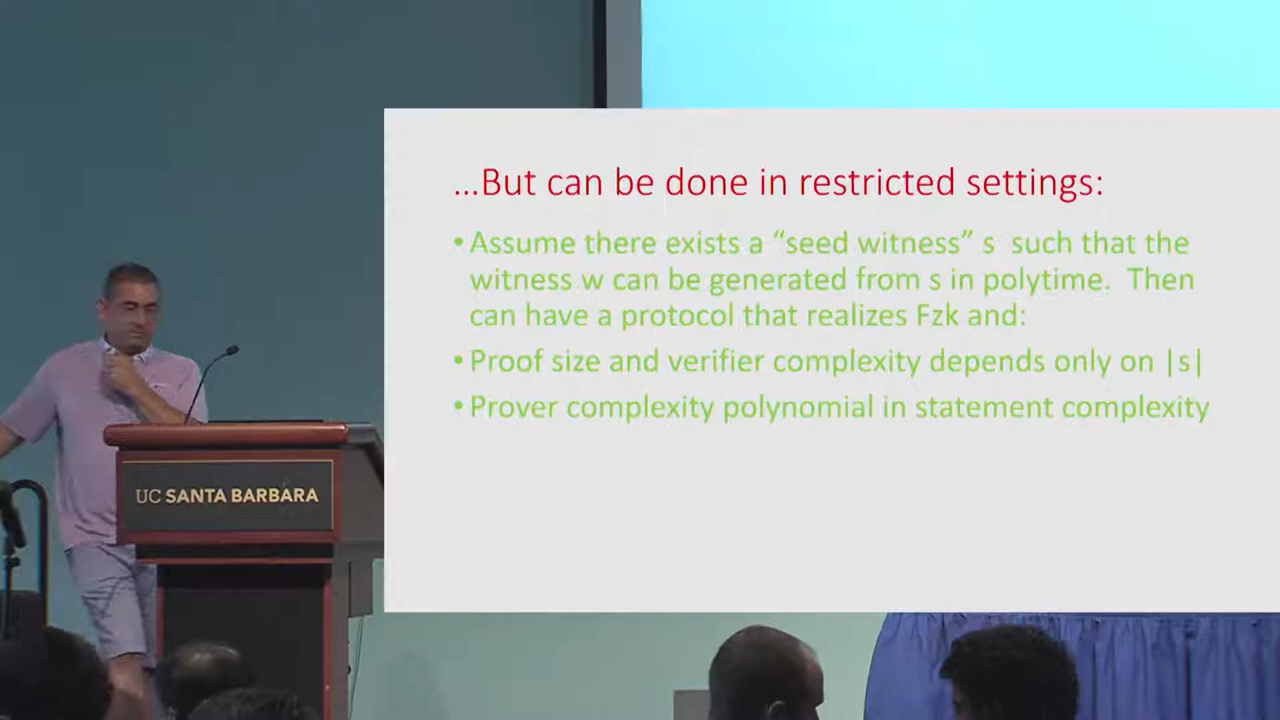 ...But can be done in restricted settings:
•Assume there exists a “seed witness” s such that the
witness w can be generated from s in polytime. Then
can have a protocol that realizes Fzk and:
•Proof size and verifier complexity depends only on |s|
•Prover complexity polynomial in statement complexity
UC SANTA BARBARA